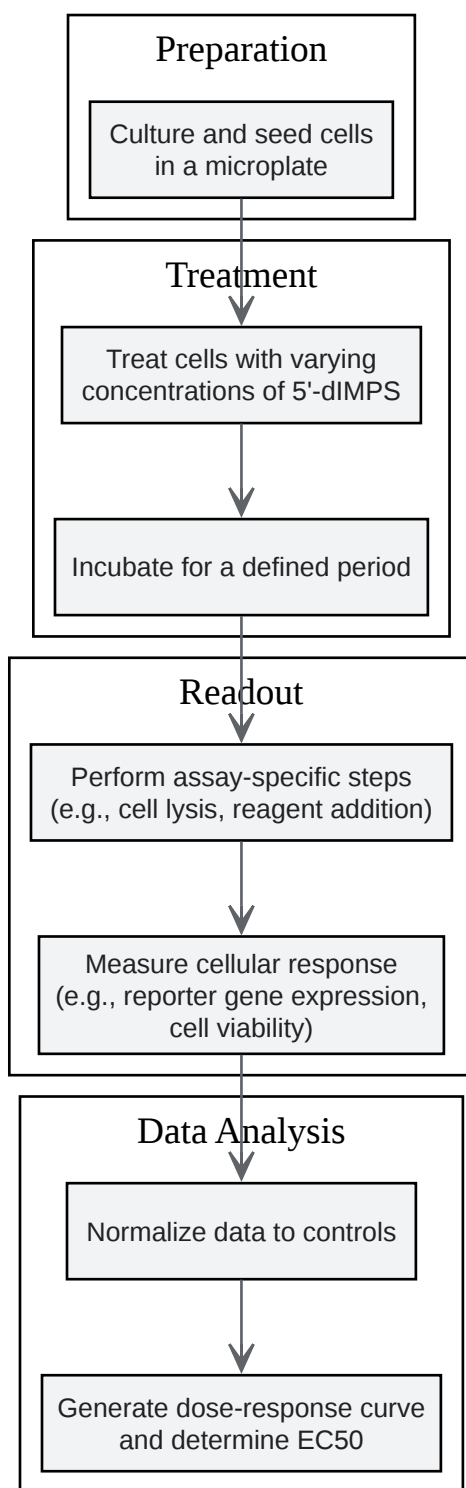 Preparation
Culture and seed cells
in a microplate
Treatment
Treat cells with varying
concentrations of 5'-dIMPS
Incubate for a defined period
Readout
Perform assay-specific steps
(e.g., cell lysis, reagent addition)
Measure cellular response
(e.g., reporter gene expression,
cell viability)
Data Analysis
Normalize data to controls
Generate dose-response curve
and determine EC50